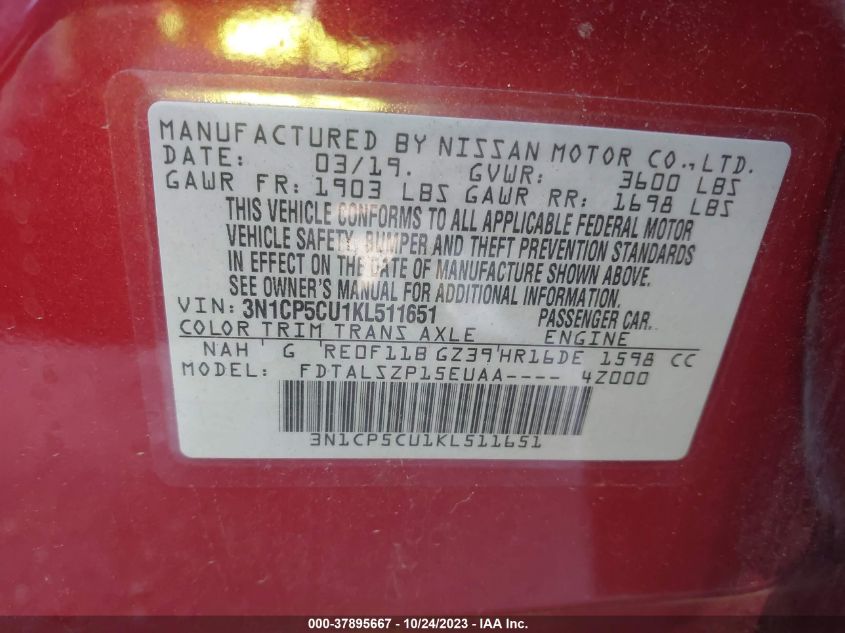 MANUFACTURED BY NISSAN MOTOR CO., LTD.
DATE: 03/19. GVWR: 3600 LBS
GAWR FR: 1903 LBS GAWR RR: 1698 LBS
THIS VEHICLE CONFORMS TO ALL APPLICABLE FEDERAL MOTOR
VEHICLE SAFETY, BUMPER AND THEFT PREVENTION STANDARDS
IN EFFECT ON THE DATE OF MANUFACTURE SHOWN ABOVE.
SEE OWNER'S MANUAL FOR ADDITIONAL INFORMATION.
VIN: 3N1CP5CU1KL511651 PASSENGER CAR.
COLOR TRIM TRANS AXLE ENGINE
NAH G RE0F11B GZ39 HR16DE 1598 CC
MODEL: FDTALSZP15EUAA---- 4Z000
3N1CP5CU1KL511651
000-37895667 - 10/24/2023 - IAA Inc.